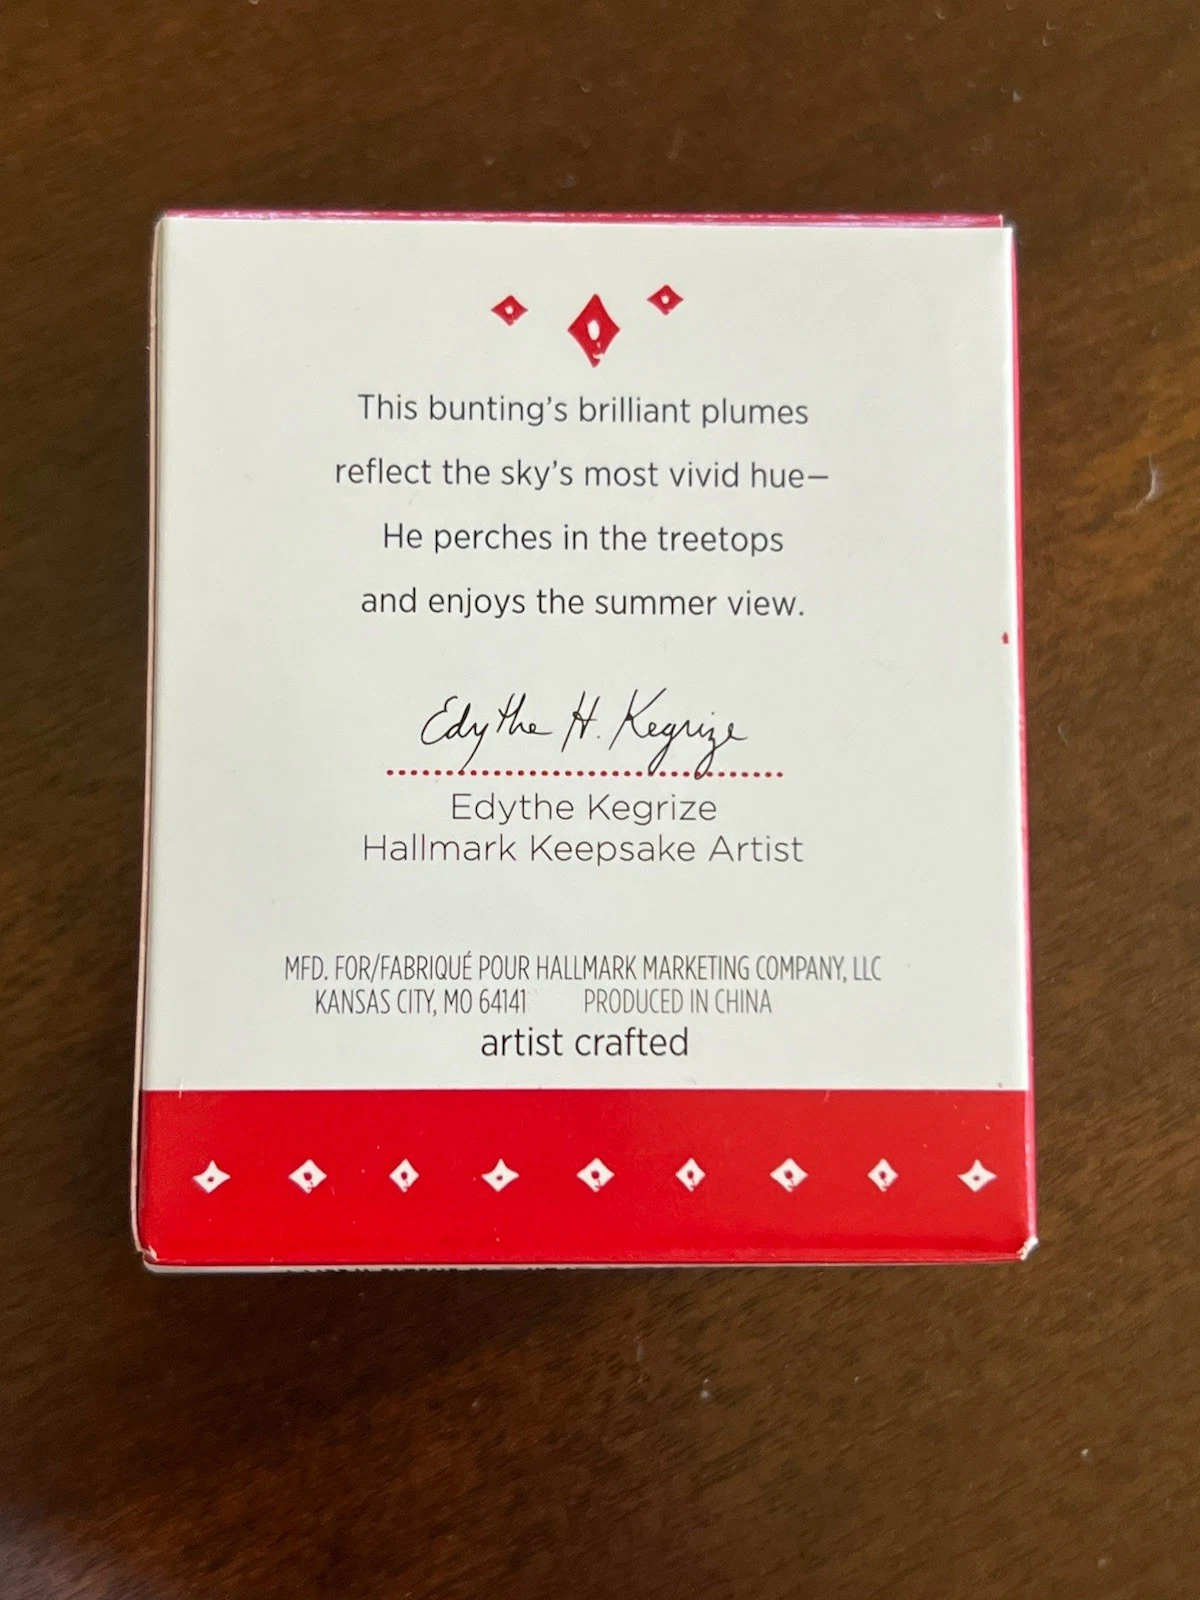 This bunting's brilliant plumes
reflect the sky's most vivid hue—
He perches in the treetops
and enjoys the summer view.
Edythe H. Kegrize
Edythe Kegrize
Hallmark Keepsake Artist
MFD. FOR/FABRIQUÉ POUR HALLMARK MARKETING COMPANY, LLC
KANSAS CITY, MO 64141 PRODUCED IN CHINA
artist crafted